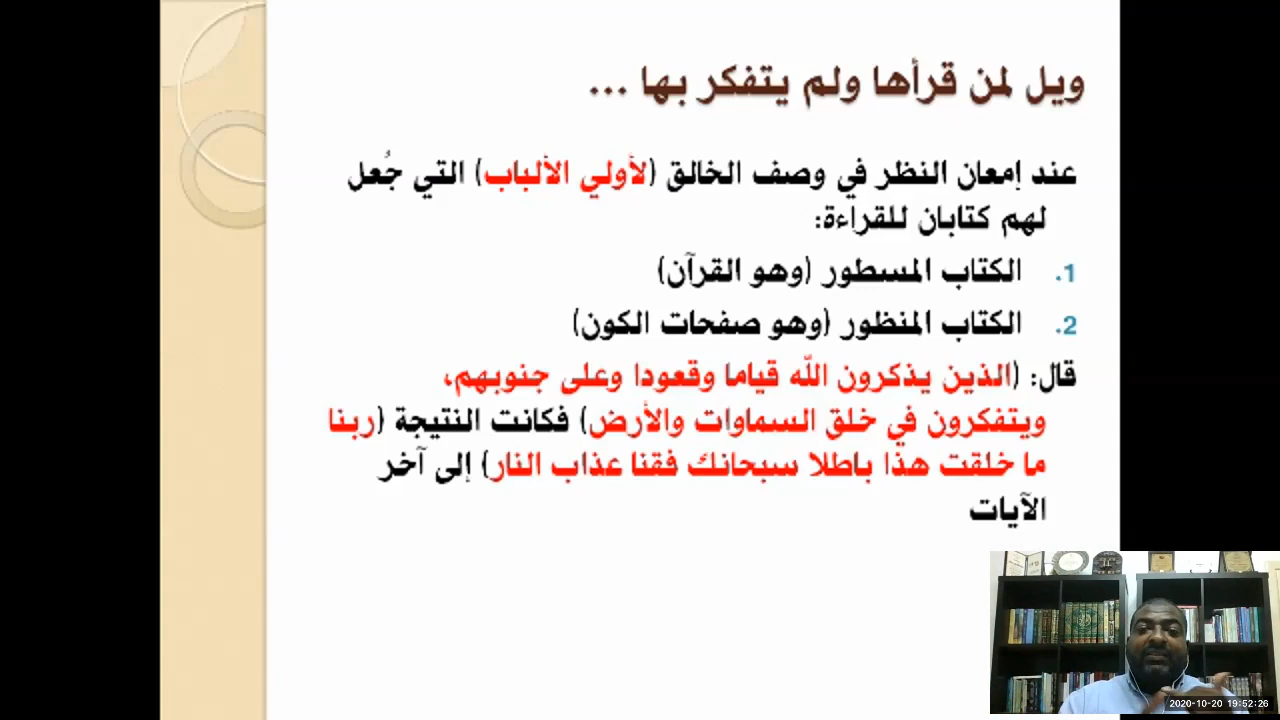 ويل لمن قرأها ولم يتفكر بها ...
عند إمعان النظر في وصف الخالق (لأولي الألباب) التي جُعل
لهم كتابان للقراءة:
1. الكتاب المسطور (وهو القرآن)
2. الكتاب المنظور (وهو صفحات الكون)
قال: (الذين يذكرون الله قياما وقعودا وعلى جنوبهم،
ويتفكرون في خلق السماوات والأرض) فكانت النتيجة (ربنا
ما خلقت هذا باطلا سبحانك فقنا عذاب النار) إلى آخر
الآيات
2020-10-20 19:52:26